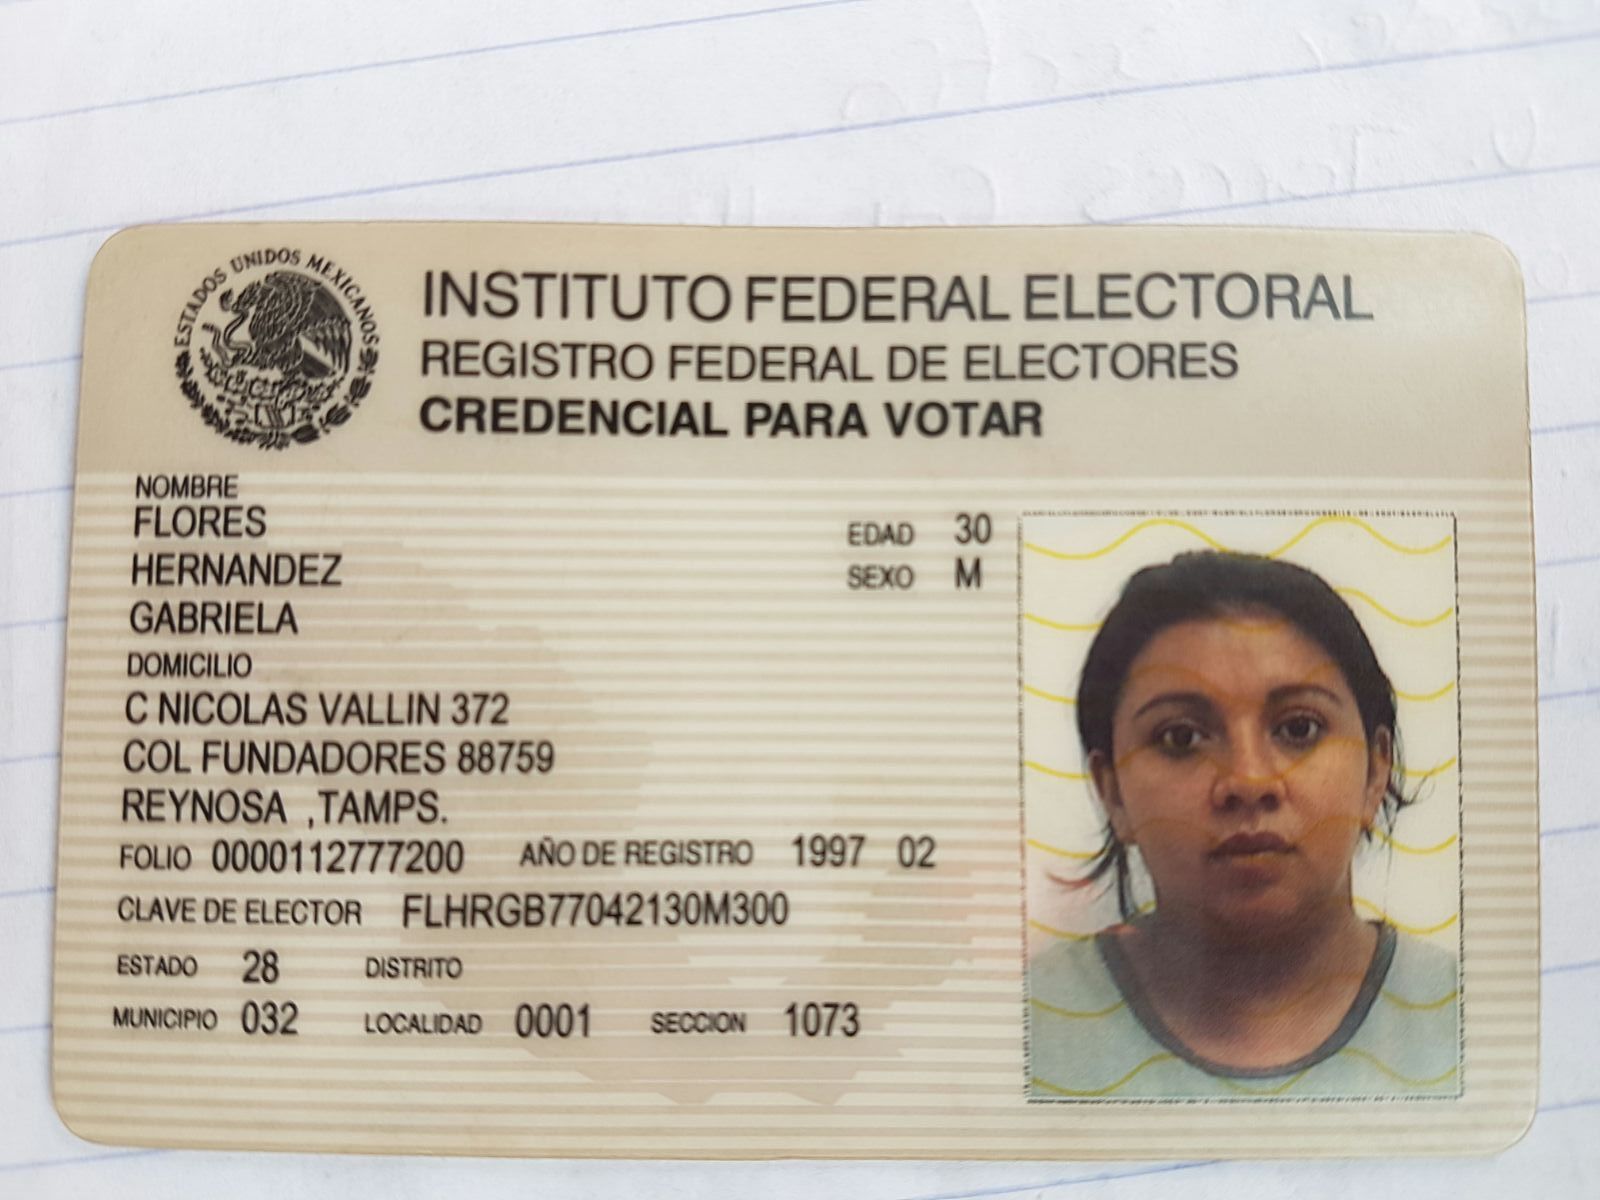 ESTADOS UNIDOS MEXICANOS
INSTITUTO FEDERAL ELECTORAL
REGISTRO FEDERAL DE ELECTORES
CREDENCIAL PARA VOTAR
NOMBRE
FLORES
EDAD 30
HERNANDEZ
SEXO M
GABRIELA
DOMICILIO
C NICOLAS VALLIN 372
COL FUNDADORES 88759
REYNOSA ,TAMPS.
FOLIO 0000112777200 AÑO DE REGISTRO 1997 02
CLAVE DE ELECTOR FLHRGB77042130M300
ESTADO 28 DISTRITO
MUNICIPIO 032 LOCALIDAD 0001 SECCION 1073